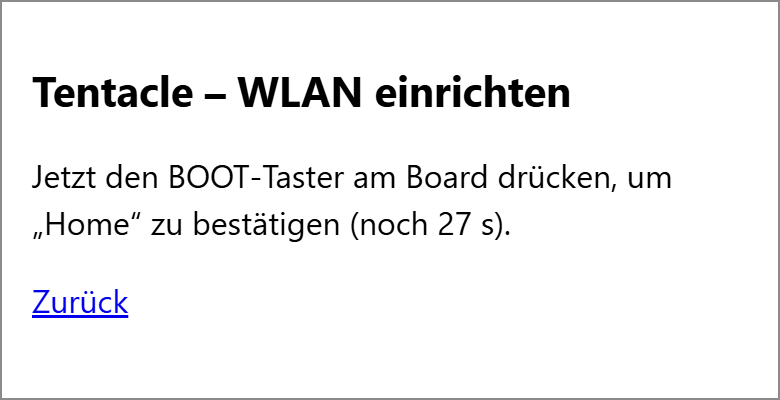 Tentacle – WLAN einrichten
Jetzt den BOOT-Taster am Board drücken, um
„Home“ zu bestätigen (noch 27 s).
Zurück